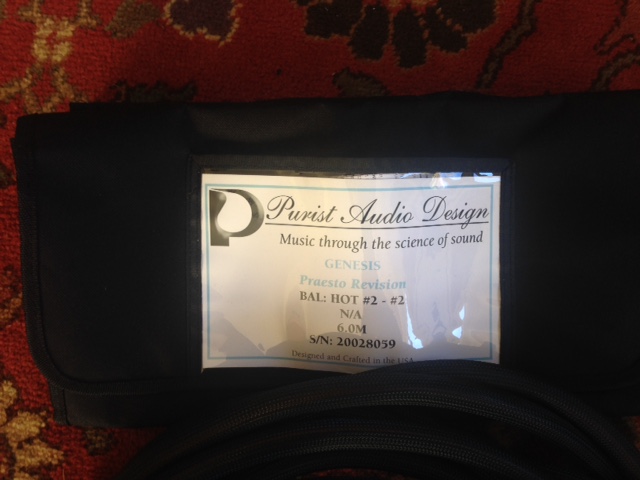 P
Purist Audio Design
Music through the science of sound
GENESIS
Praesto Revision
BAL: HOT #2 - #2
N/A
6.0M
S/N: 20028059
Designed and Crafted in the USA